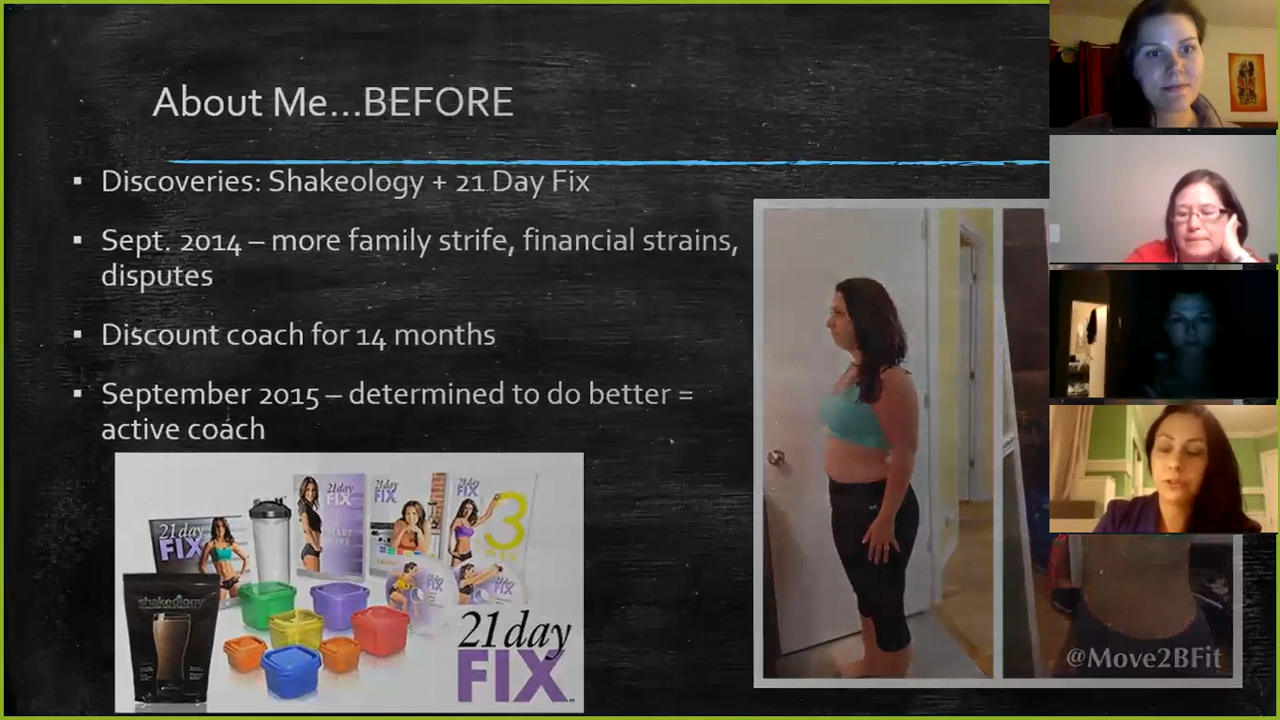 About Me...BEFORE
▪ Discoveries: Shakeology + 21 Day Fix
▪ Sept. 2014 – more family strife, financial strains,
disputes
▪ Discount coach for 14 months
▪ September 2015 – determined to do better =
active coach
21day
FIX
21day
FIX
21day
FIX
21day
FIX
3
shakeology
21day
FIX
@Move2BFit